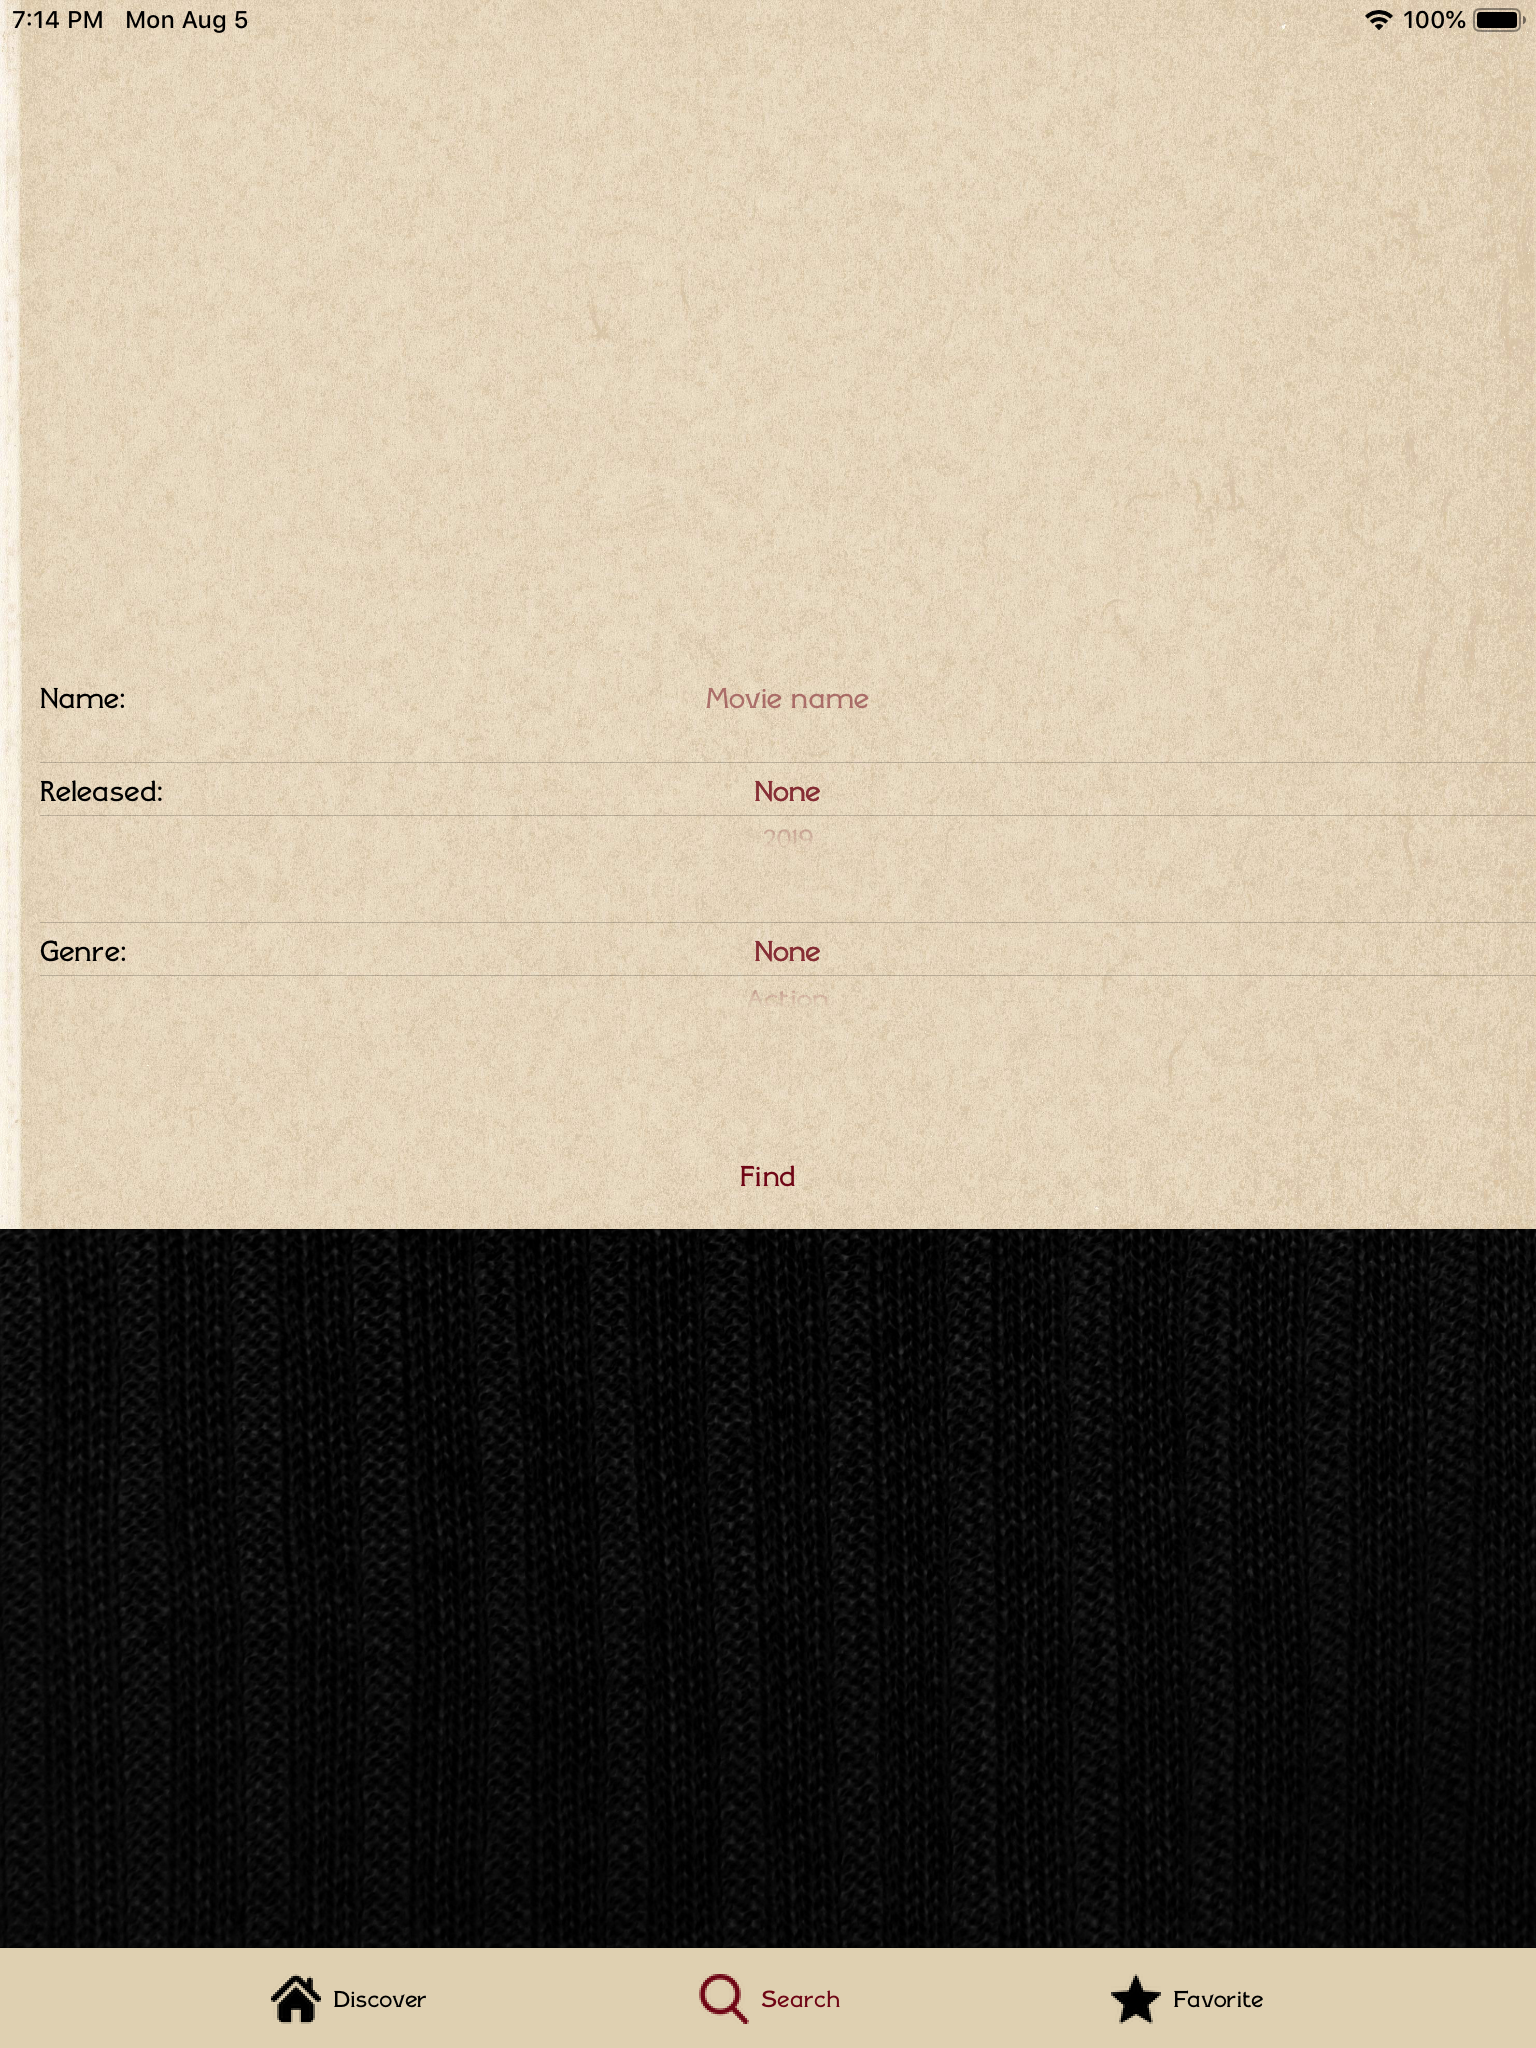 7:14 PM Mon Aug 5 100%
Name: Movie name
Released: None
2019
Genre: None
Action
Find
Discover Search Favorite